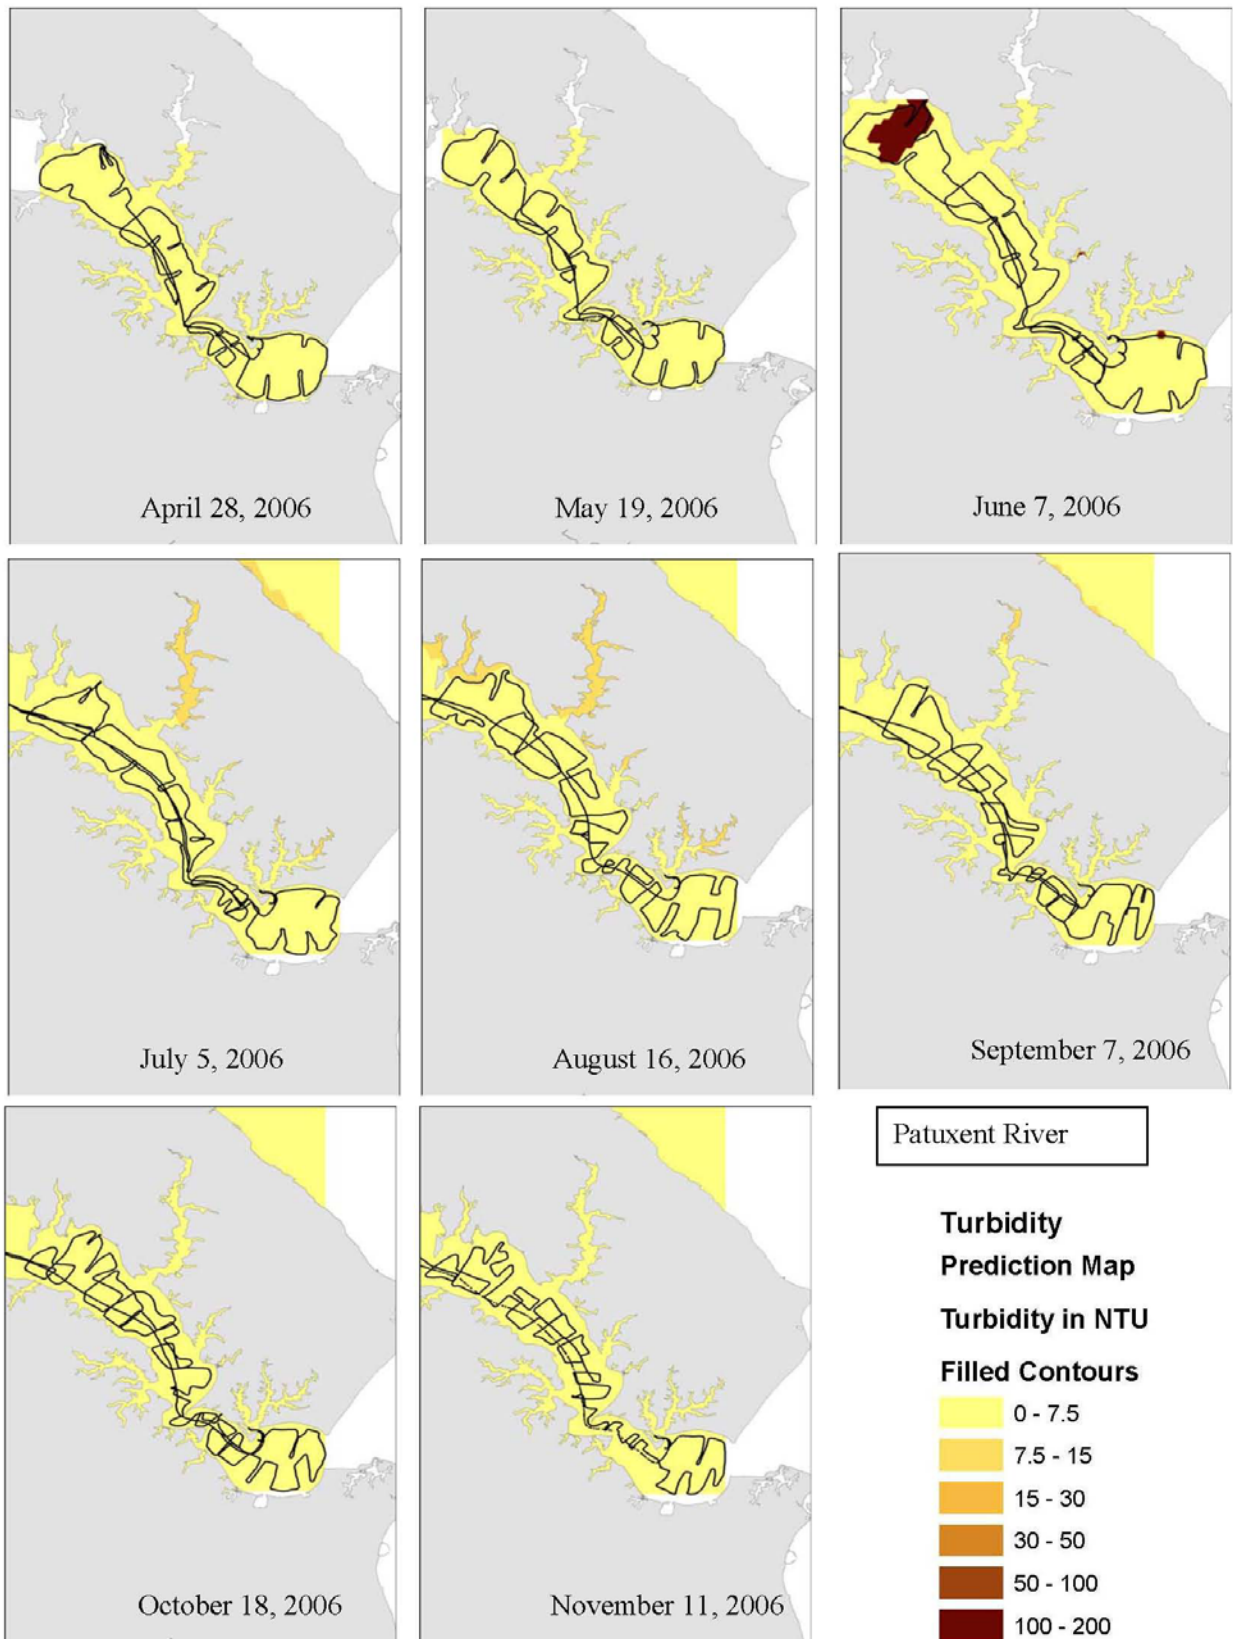 April 28, 2006
May 19, 2006
June 7, 2006
July 5, 2006
August 16, 2006
September 7, 2006
October 18, 2006
November 11, 2006
Patuxent River
Turbidity
Prediction Map
Turbidity in NTU
Filled Contours
0 - 7.5
7.5 - 15
15 - 30
30 - 50
50 - 100
100 - 200